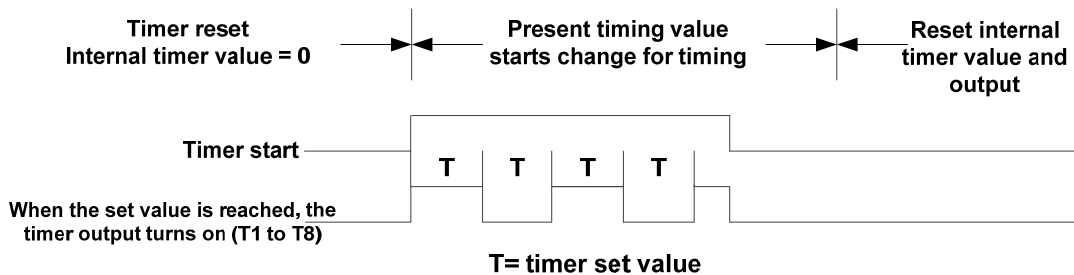 Timer reset
Internal timer value = 0
Present timing value
starts change for timing
Reset internal
timer value and
output
Timer start
T T T T
When the set value is reached, the
timer output turns on (T1 to T8)
T= timer set value